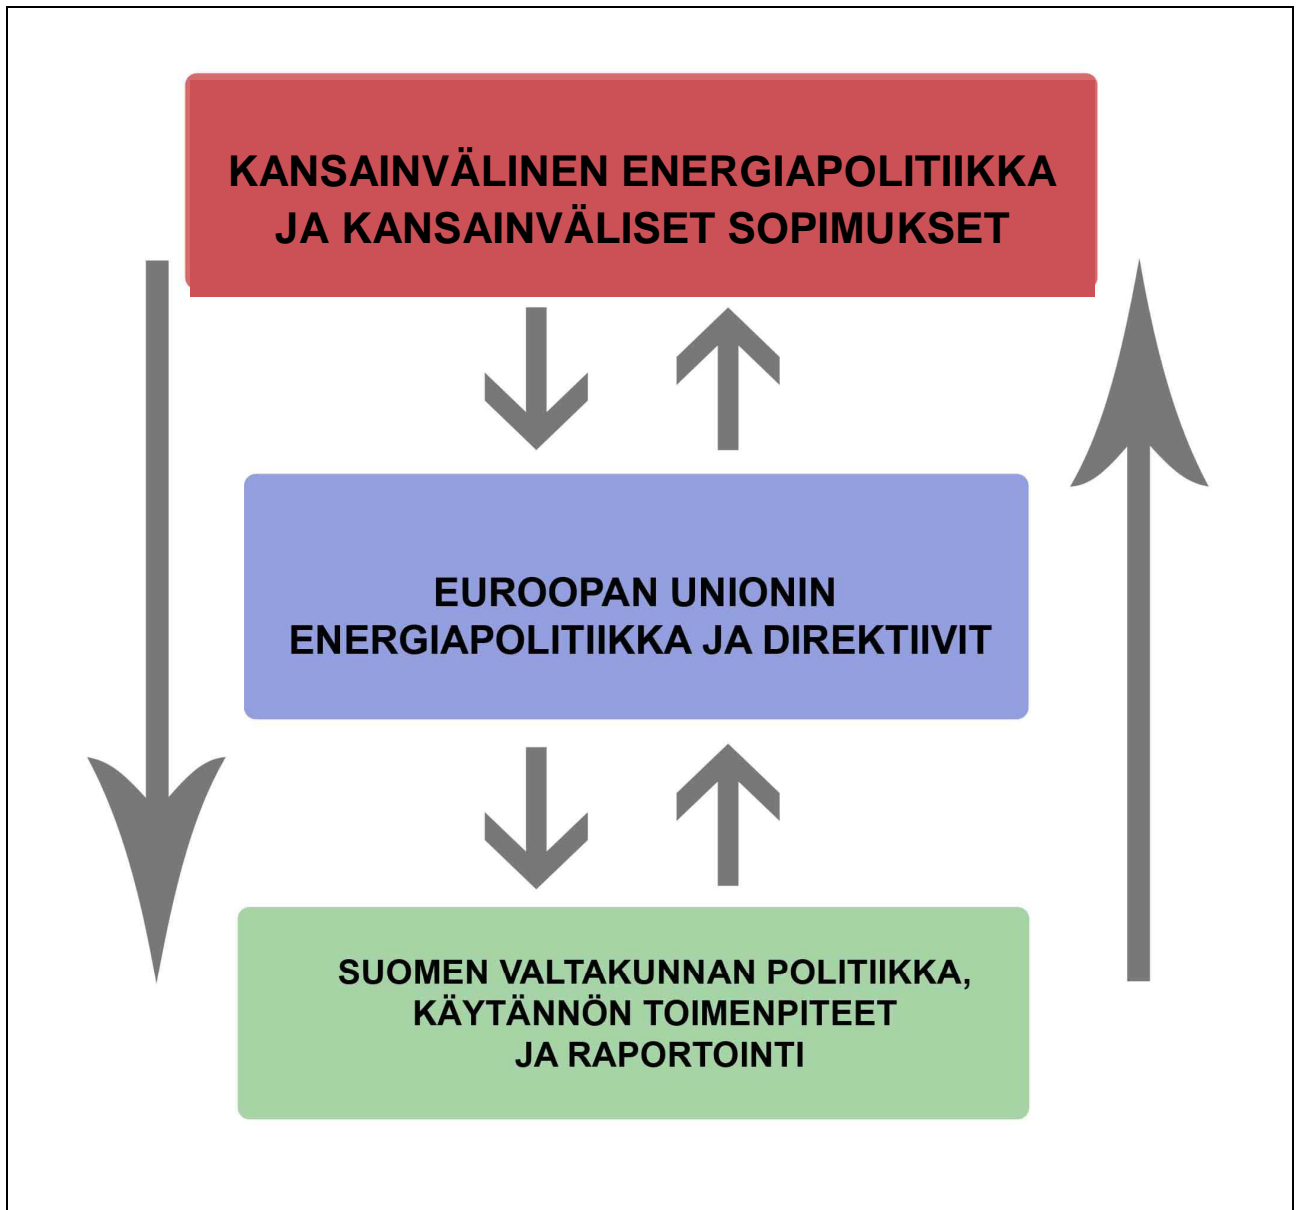 KANSAINVÄLINEN ENERGIAPOLITIIKKA
JA KANSAINVÄLISET SOPIMUKSET
EUROOPAN UNIONIN
ENERGIAPOLITIIKKA JA DIREKTIIVIT
SUOMEN VALTAKUNNAN POLITIIKKA,
KÄYTÄNNÖN TOIMENPITEET
JA RAPORTOINTI